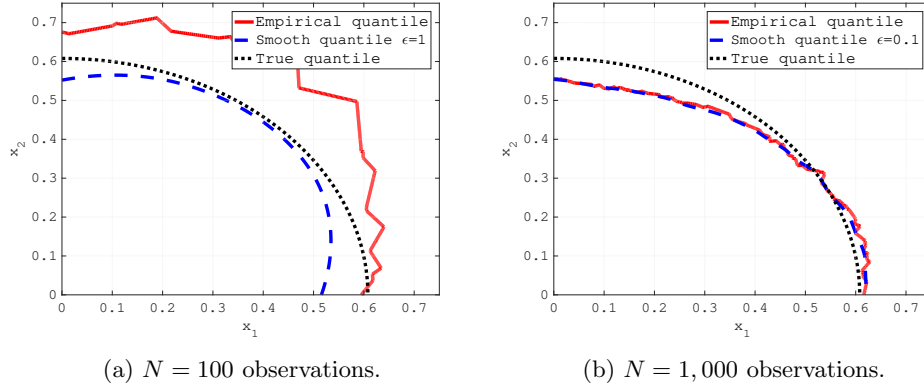 0.7
0.6
0.5
0.4
0.3
0.2
0.1
0
x2
0 0.1 0.2 0.3 0.4 0.5 0.6 0.7
x1
Empirical quantile
Smooth quantile ϵ=1
True quantile
(a) N = 100 observations.
0.7
0.6
0.5
0.4
0.3
0.2
0.1
0
x2
0 0.1 0.2 0.3 0.4 0.5 0.6 0.7
x1
Empirical quantile
Smooth quantile ϵ=0.1
True quantile
(b) N = 1,000 observations.